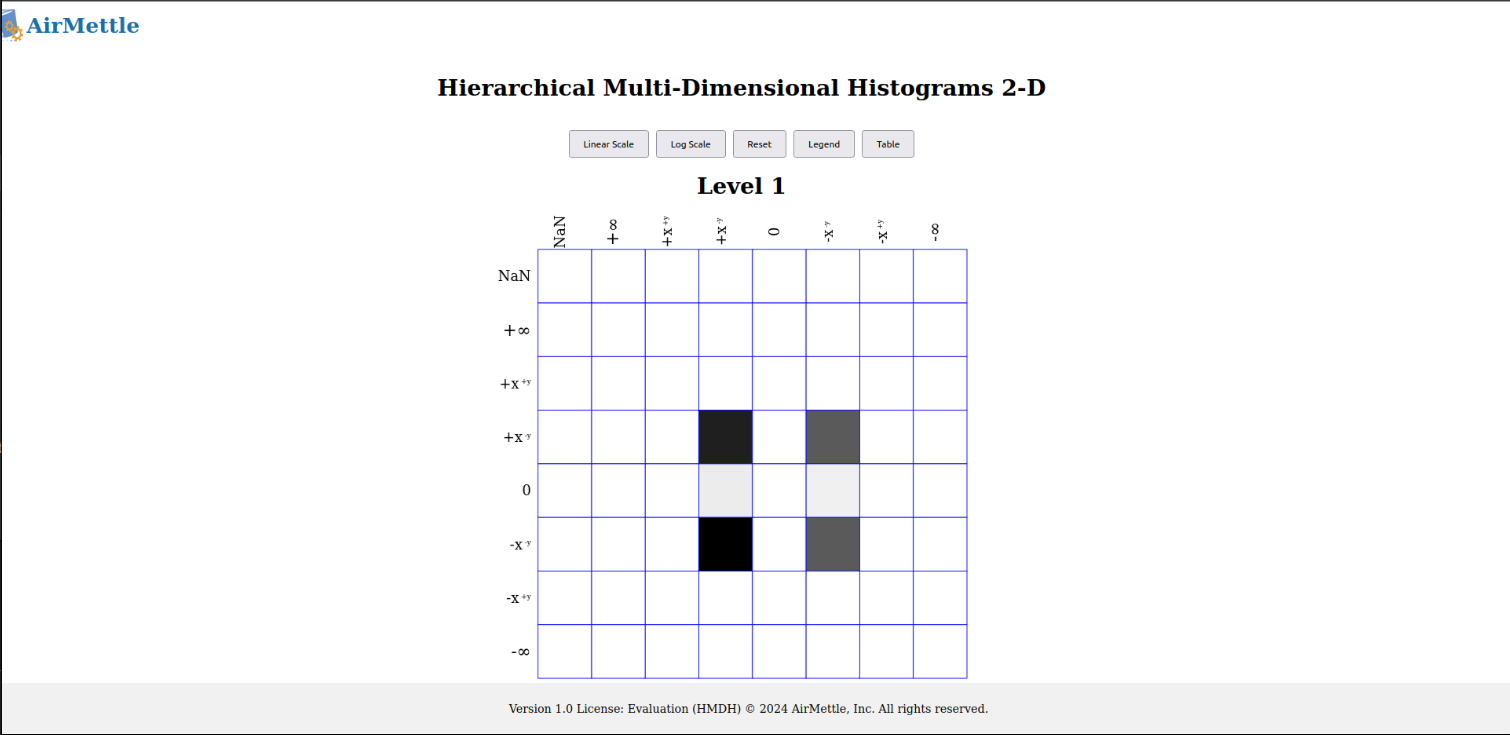 AirMettle
Hierarchical Multi-Dimensional Histograms 2-D
Linear Scale Log Scale Reset Legend Table
Level 1
NaN +∞ +x +y +x -y 0 -x -y -x +y -∞
NaN
+∞
+x +y
+x -y
0
-x -y
-x +y
-∞
Version 1.0 License: Evaluation (HMDH) © 2024 AirMettle, Inc. All rights reserved.